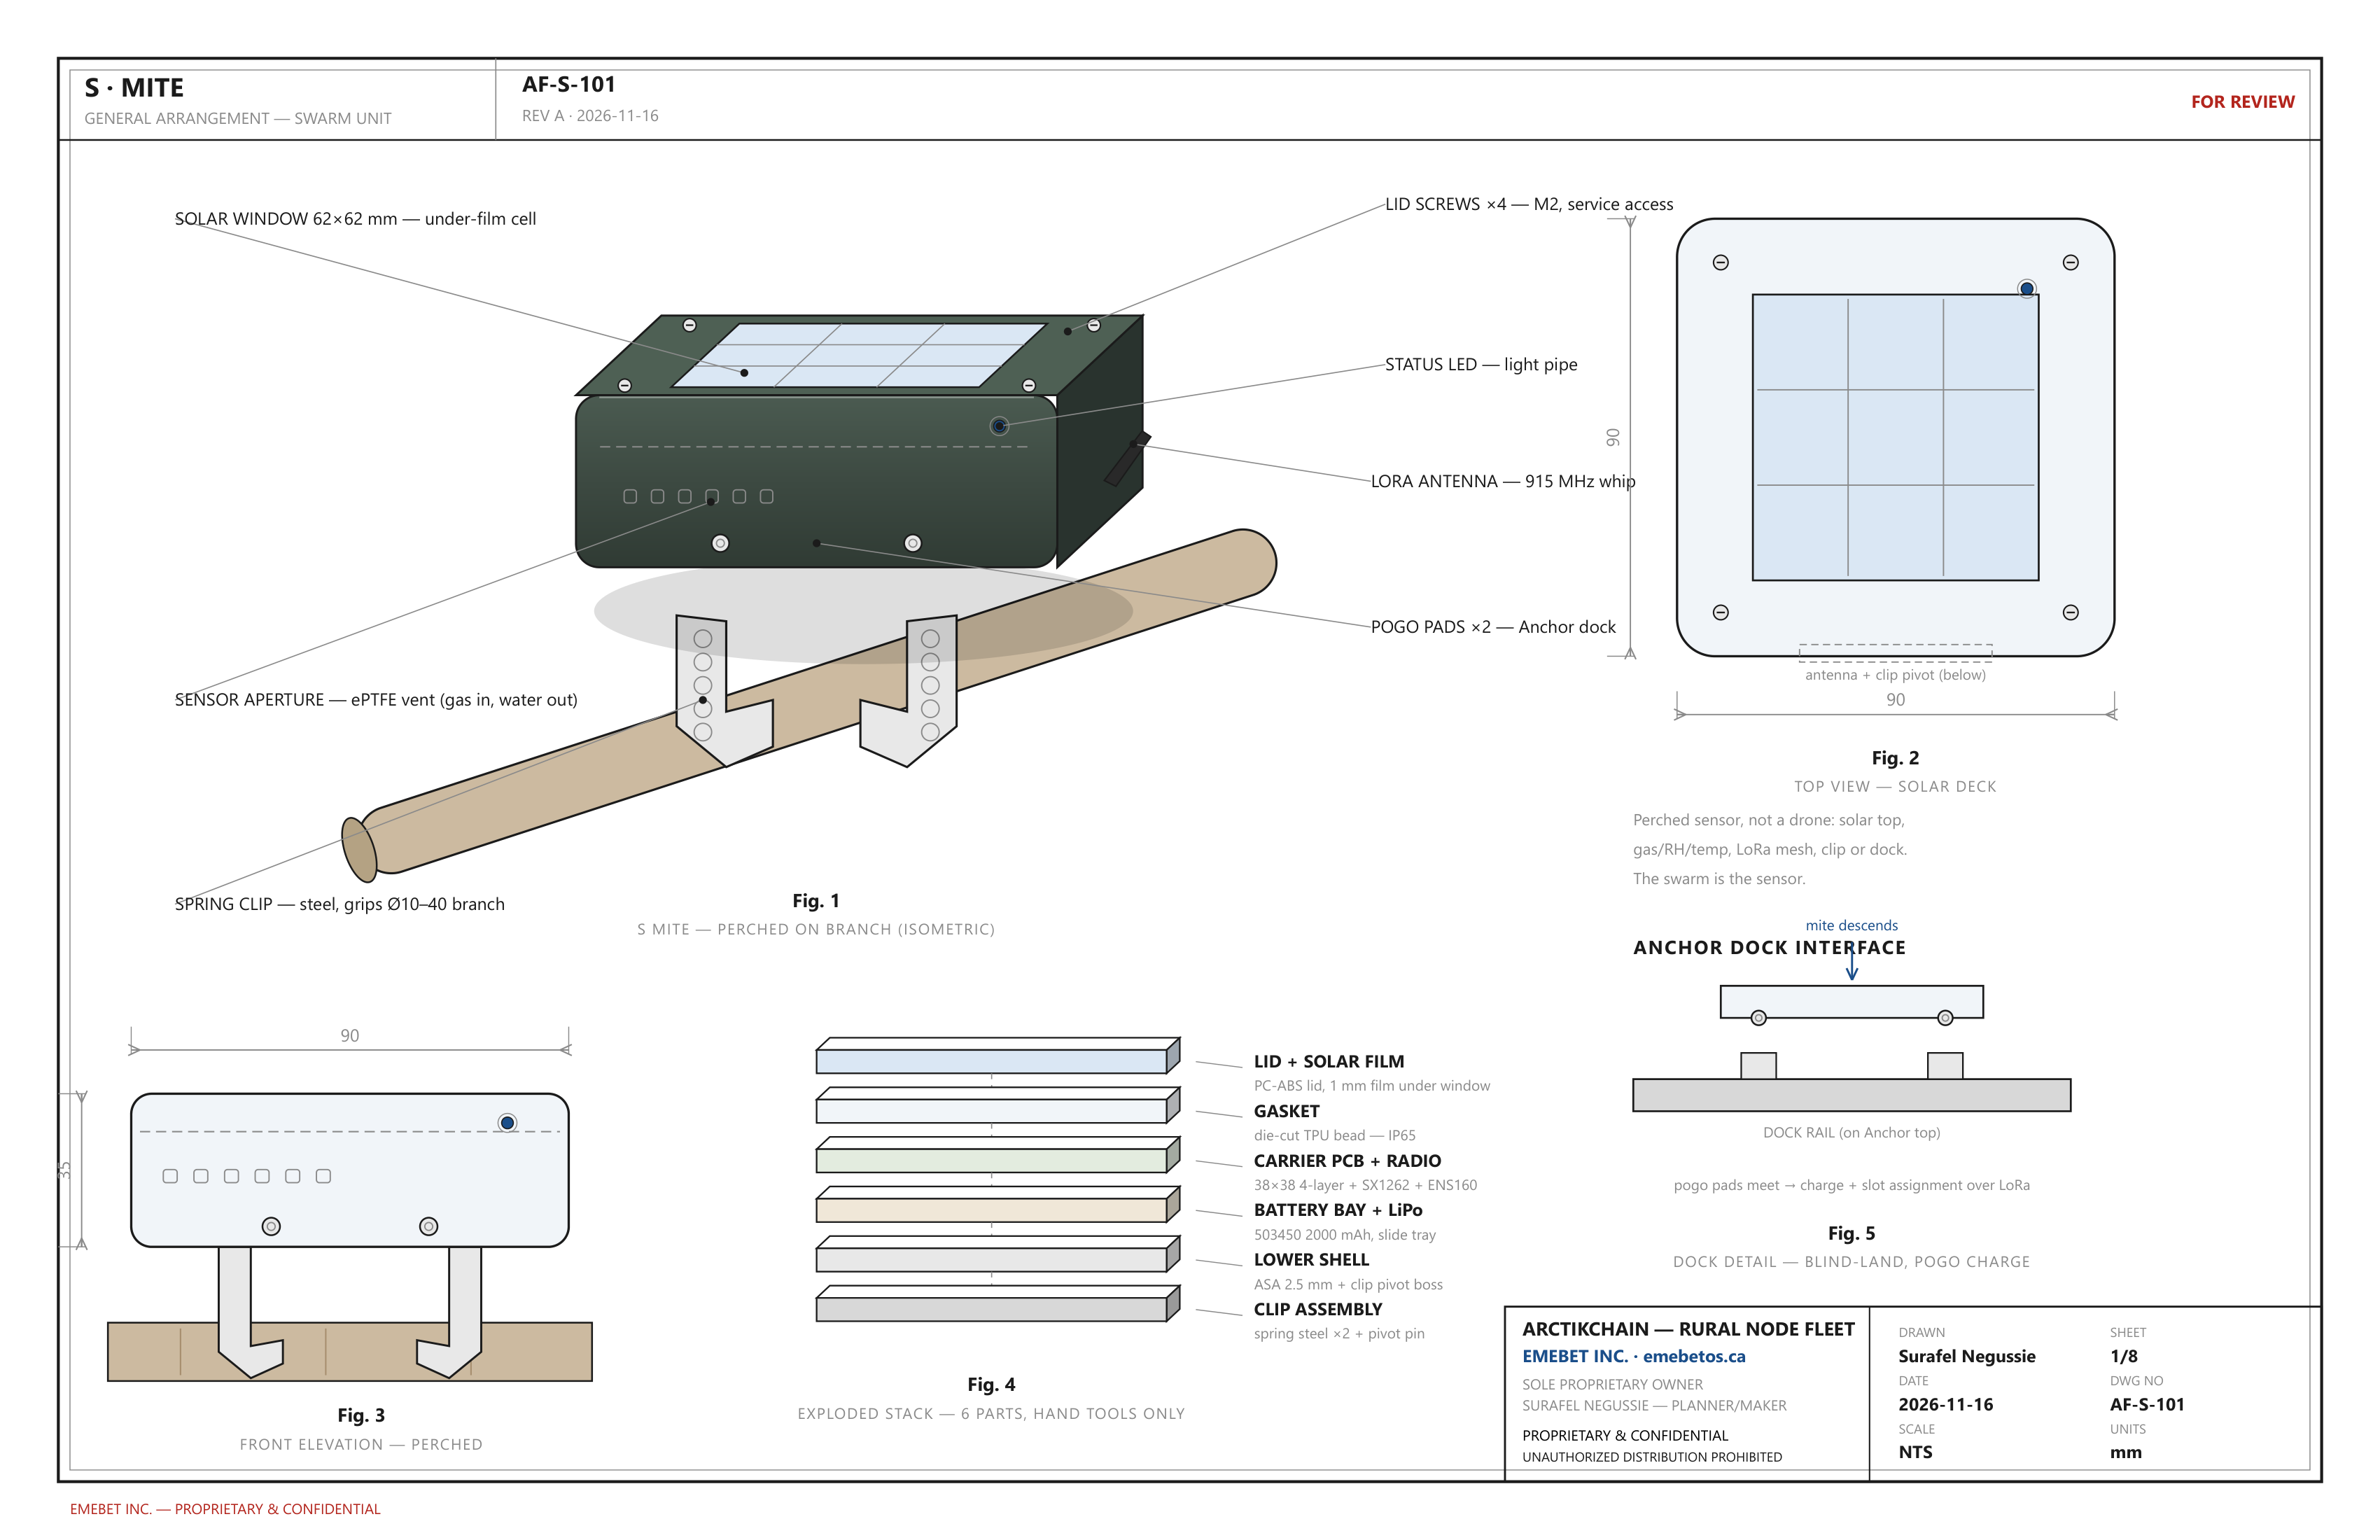 S · MITE
GENERAL ARRANGEMENT — SWARM UNIT
AF-S-101
REV A · 2026-11-16
FOR REVIEW
SOLAR WINDOW 62×62 mm — under-film cell
LID SCREWS ×4 — M2, service access
STATUS LED — light pipe
LORA ANTENNA — 915 MHz whip
POGO PADS ×2 — Anchor dock
SENSOR APERTURE — ePTFE vent (gas in, water out)
SPRING CLIP — steel, grips Ø10–40 branch
Fig. 1
S MITE — PERCHED ON BRANCH (ISOMETRIC)
90
antenna + clip pivot (below)
90
Fig. 2
TOP VIEW — SOLAR DECK
Perched sensor, not a drone: solar top,
gas/RH/temp, LoRa mesh, clip or dock.
The swarm is the sensor.
mite descends
ANCHOR DOCK INTERFACE
DOCK RAIL (on Anchor top)
pogo pads meet → charge + slot assignment over LoRa
Fig. 5
DOCK DETAIL — BLIND-LAND, POGO CHARGE
90
35
Fig. 3
FRONT ELEVATION — PERCHED
LID + SOLAR FILM
PC-ABS lid, 1 mm film under window
GASKET
die-cut TPU bead — IP65
CARRIER PCB + RADIO
38×38 4-layer + SX1262 + ENS160
BATTERY BAY + LiPo
503450 2000 mAh, slide tray
LOWER SHELL
ASA 2.5 mm + clip pivot boss
CLIP ASSEMBLY
spring steel ×2 + pivot pin
Fig. 4
EXPLODED STACK — 6 PARTS, HAND TOOLS ONLY
ARCTIKCHAIN — RURAL NODE FLEET
EMEBET INC. · emebetos.ca
SOLE PROPRIETARY OWNER
SURAFEL NEGUSSIE — PLANNER/MAKER
PROPRIETARY & CONFIDENTIAL
UNAUTHORIZED DISTRIBUTION PROHIBITED
DRAWN
Surafel Negussie
DATE
2026-11-16
SCALE
NTS
SHEET
1/8
DWG NO
AF-S-101
UNITS
mm
EMEBET INC. — PROPRIETARY & CONFIDENTIAL